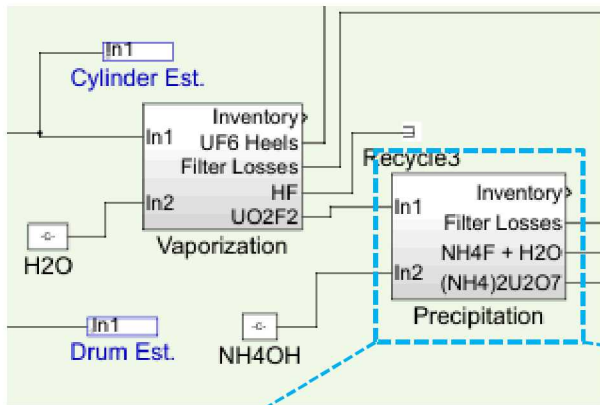 In1
Cylinder Est.
Inventory
In1
UF6 Heels
Filter Losses
HF
In2
UO2F2
Vaporization
-c-
H2O
Recycle3
Inventory
In1
Filter Losses
NH4F + H2O
In2
(NH4)2U2O7
Precipitation
In1
Drum Est.
-c-
NH4OH